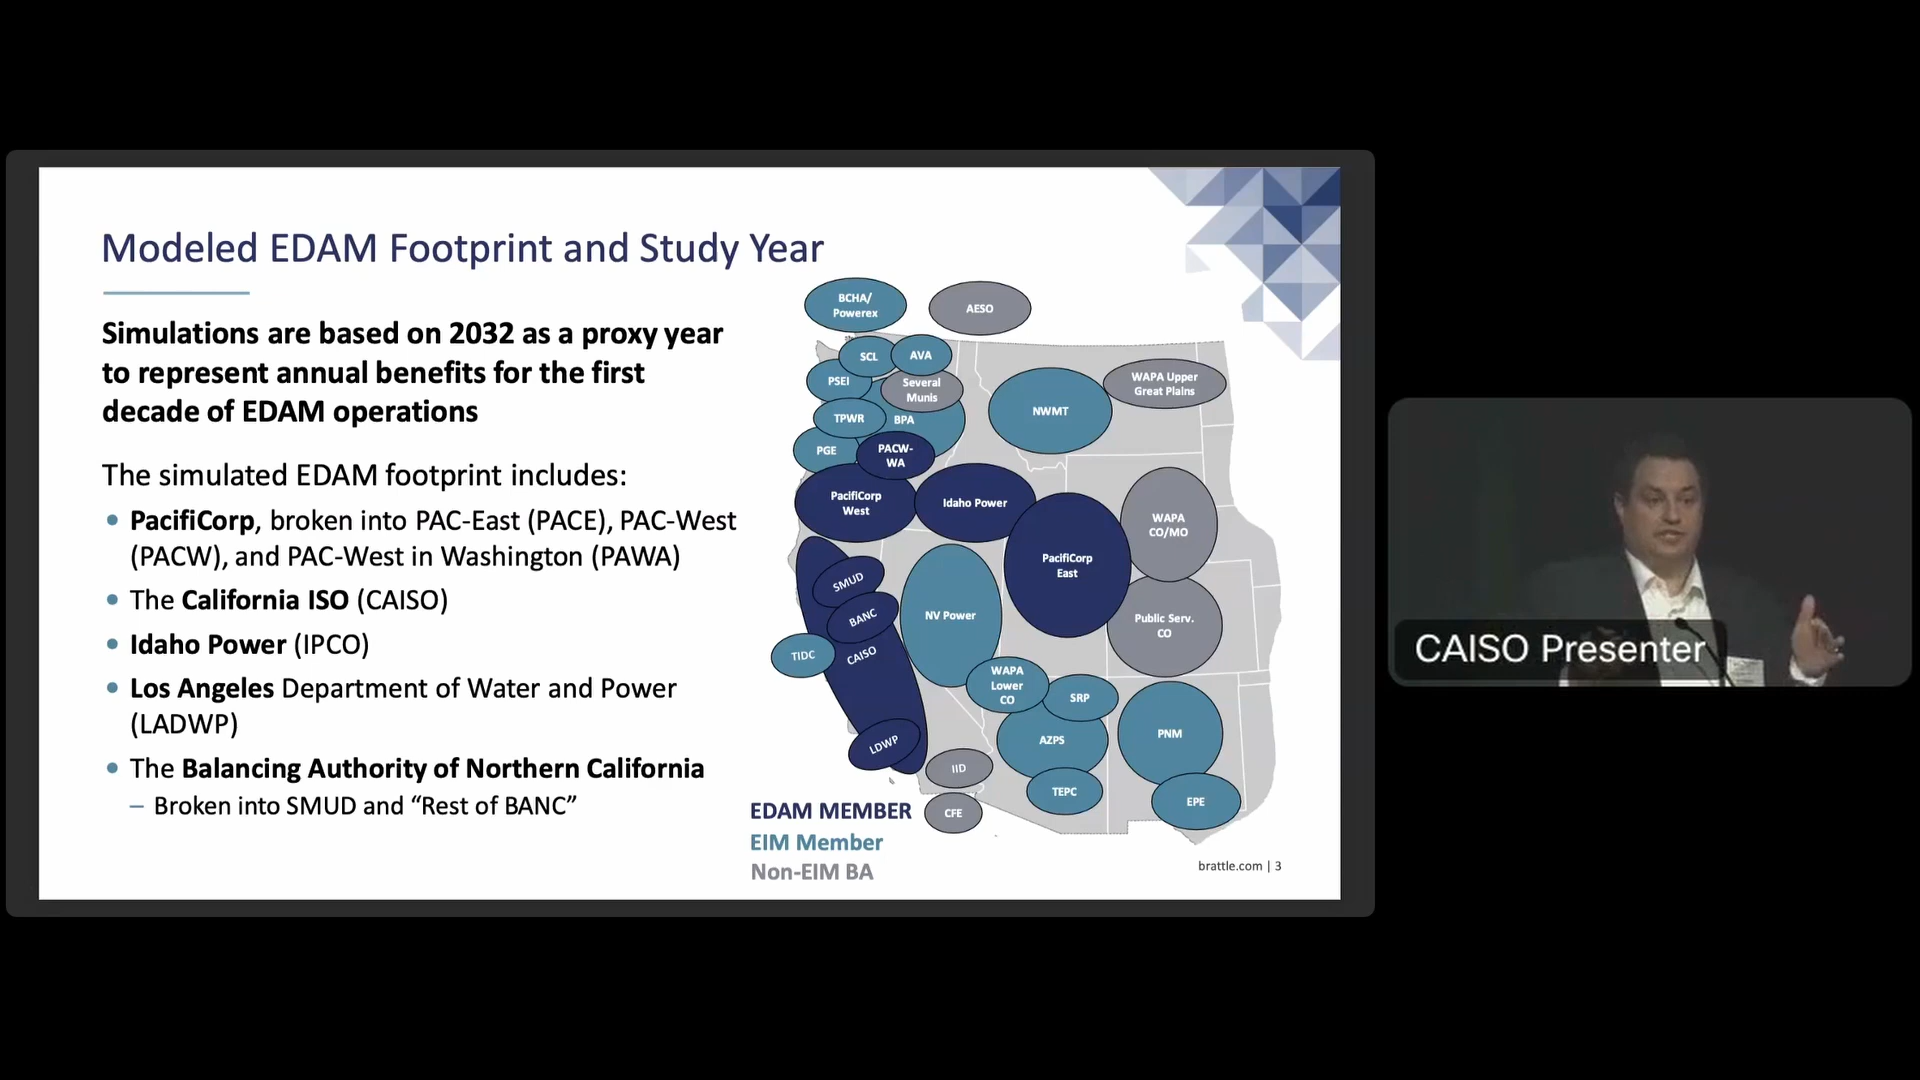 Modeled EDAM Footprint and Study Year
Simulations are based on 2032 as a proxy year
to represent annual benefits for the first
decade of EDAM operations
The simulated EDAM footprint includes:
• PacifiCorp, broken into PAC-East (PACE), PAC-West
(PACW), and PAC-West in Washington (PAWA)
• The California ISO (CAISO)
• Idaho Power (IPCO)
• Los Angeles Department of Water and Power
(LADWP)
• The Balancing Authority of Northern California
– Broken into SMUD and “Rest of BANC”
BCHA/
Powerex
AESO
SCL
AVA
PSEI
Several
Munis
TPWR
BPA
PGE
PACW-
WA
NWMT
WAPA Upper
Great Plains
PacifiCorp
West
Idaho Power
PacifiCorp
East
WAPA
CO/MO
SMUD
BANC
CAISO
TIDC
NV Power
Public Serv.
CO
WAPA
Lower
CO
SRP
AZPS
PNM
LDWP
IID
TEPC
EPE
CFE
EDAM MEMBER
EIM Member
Non-EIM BA
brattle.com | 3
CAISO Presenter